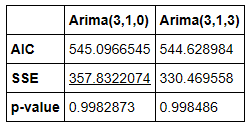 Arima(3,1,0) Arima(3,1,3)
AIC 545.0966545 544.628984
SSE 357.8322074 330.469558
p-value 0.9982873 0.998486